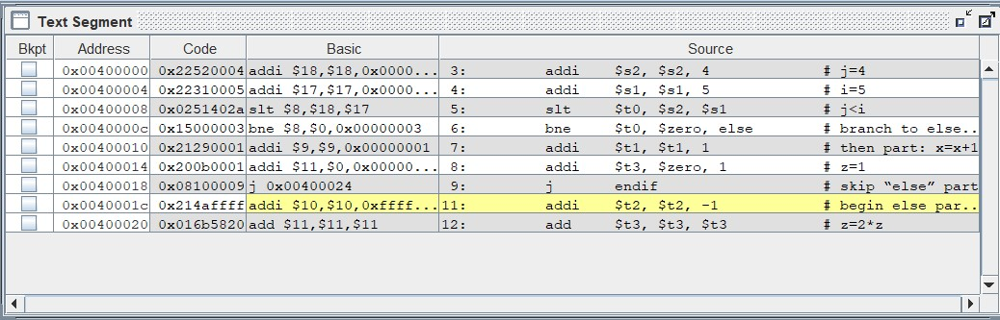 Text Segment
Bkpt Address Code Basic Source
0x00400000 0x22520004 addi $18,$18,0x0000... 3: addi $s2, $s2, 4 # j=4
0x00400004 0x22310005 addi $17,$17,0x0000... 4: addi $s1, $s1, 5 # i=5
0x00400008 0x0251402a slt $8,$18,$17 5: slt $t0, $s2, $s1 # j<i
0x0040000c 0x15000003 bne $8,$0,0x00000003 6: bne $t0, $zero, else # branch to else..
0x00400010 0x21290001 addi $9,$9,0x00000001 7: addi $t1, $t1, 1 # then part: x=x+1
0x00400014 0x200b0001 addi $11,$0,0x0000... 8: addi $t3, $zero, 1 # z=1
0x00400018 0x08100009 j 0x00400024 9: j endif # skip “else” part
0x0040001c 0x214affff addi $10,$10,0xffff... 11: addi $t2, $t2, -1 # begin else par..
0x00400020 0x016b5820 add $11,$11,$11 12: add $t3, $t3, $t3 # z=2*z